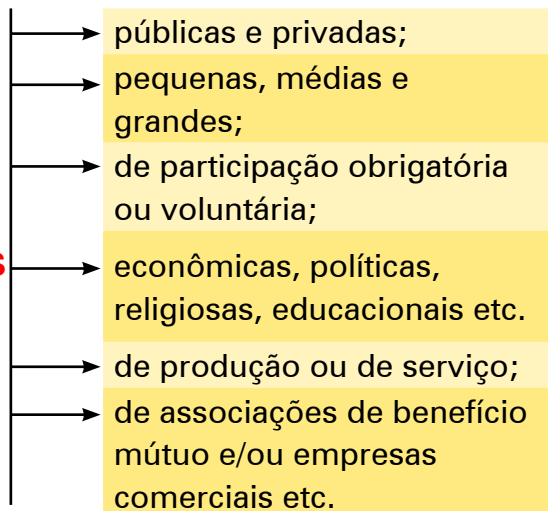 públicas e privadas;
pequenas, médias e
grandes;
de participação obrigatória
ou voluntária;
s
econômicas, políticas,
religiosas, educacionais etc.
de produção ou de serviço;
de associações de benefício
mútuo e/ou empresas
comerciais etc.